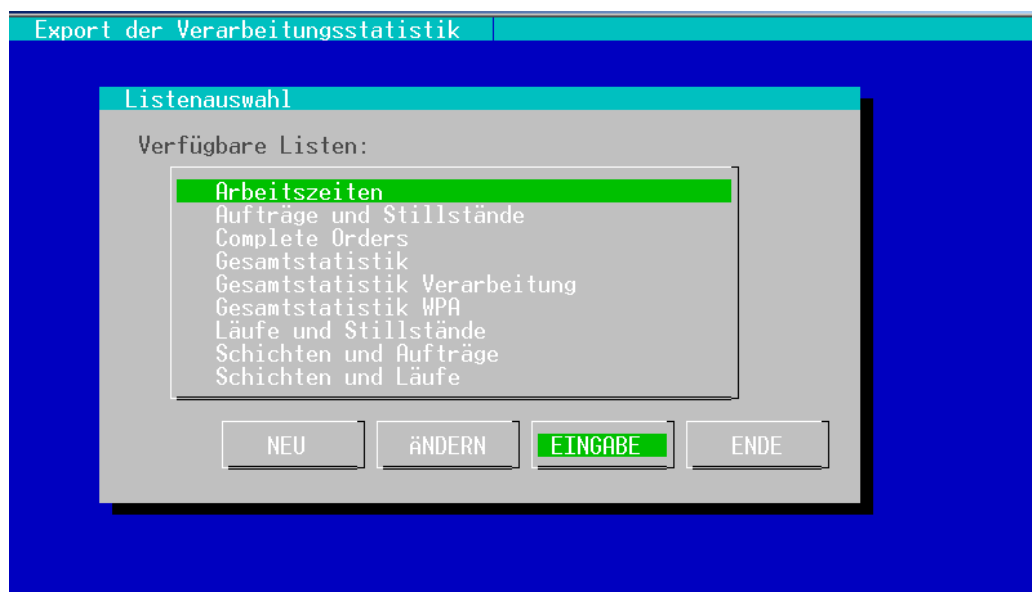 Export der Verarbeitungsstatistik
Listenauswahl
Verfügbare Listen:
Arbeitszeiten
Aufträge und Stillstände
Complete Orders
Gesamtstatistik
Gesamtstatistik Verarbeitung
Gesamtstatistik WPA
Läufe und Stillstände
Schichten und Aufträge
Schichten und Läufe
NEU äNDERN EINGABE ENDE